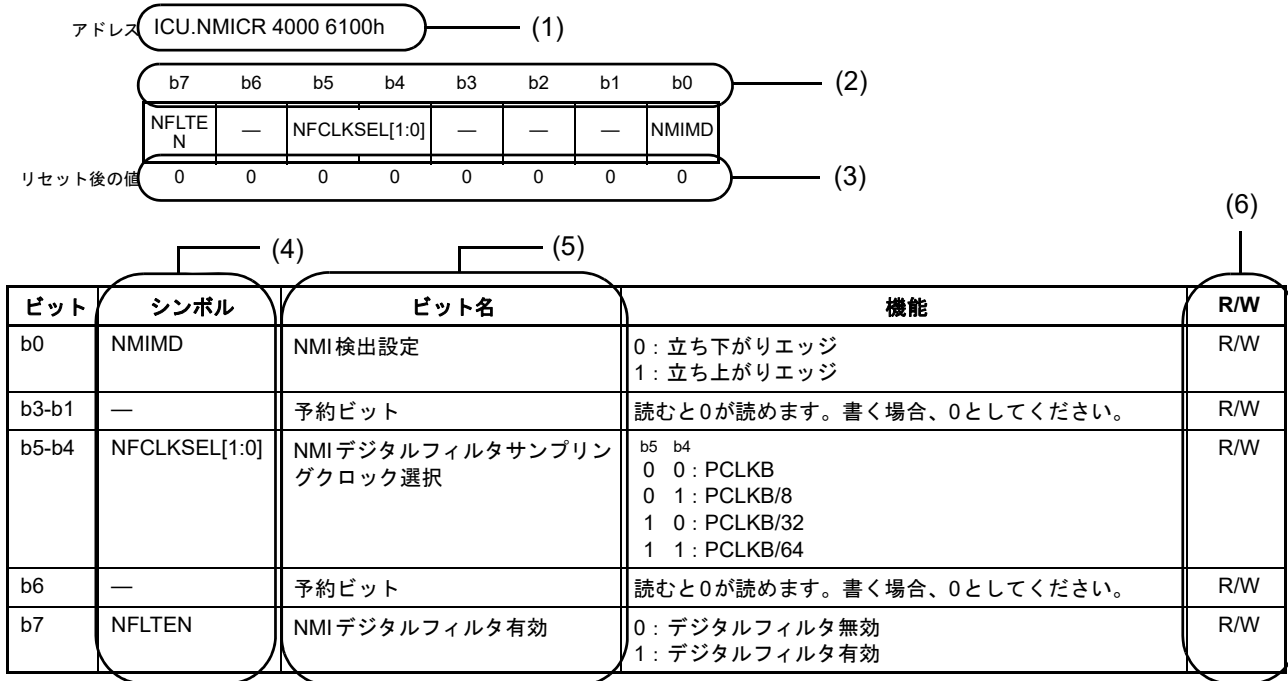 アドレス ICU.NMICR 4000 6100h (1)
b7 b6 b5 b4 b3 b2 b1 b0 (2)
NFLTE
N — NFCLKSEL[1:0] — — — NMIMD
リセット後の値 0 0 0 0 0 0 0 0 (3)
(6)
(4) (5)
ビット シンボル ビット名 機能 R/W
b0 NMIMD NMI検出設定 0：立ち下がりエッジ R/W
1：立ち上がりエッジ
b3-b1 — 予約ビット 読むと0が読めます。書く場合、0としてください。 R/W
b5-b4 NFCLKSEL[1:0] NMIデジタルフィルタサンプリン b5 b4 R/W
グクロック選択 0 0：PCLKB
0 1：PCLKB/8
1 0：PCLKB/32
1 1：PCLKB/64
b6 — 予約ビット 読むと0が読めます。書く場合、0としてください。 R/W
b7 NFLTEN NMIデジタルフィルタ有効 0：デジタルフィルタ無効 R/W
1：デジタルフィルタ有効